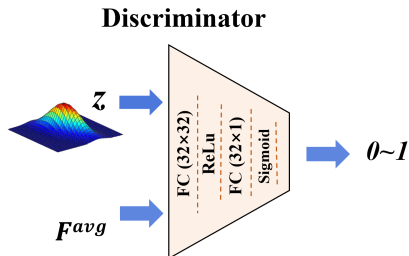 Discriminator
z
F^avg
FC (32×32)
ReLu
FC (32×1)
Sigmoid
0~1